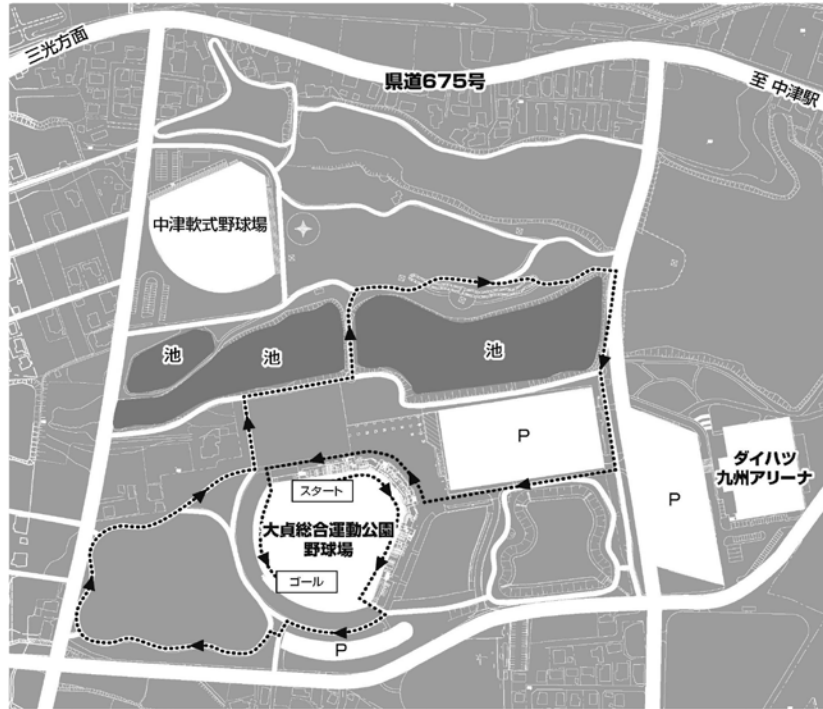 三光方面
県道675号
至 中津駅
中津軟式野球場
池
池
池
P
ダイハツ
九州アリーナ
P
スタート
大貞総合運動公園
野球場
ゴール
P